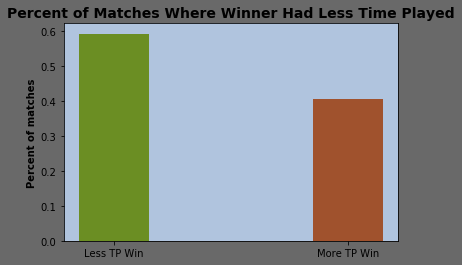 Percent of Matches Where Winner Had Less Time Played
0.6
0.5
0.4
0.3
0.2
0.1
0.0
Percent of matches
Less TP Win
More TP Win